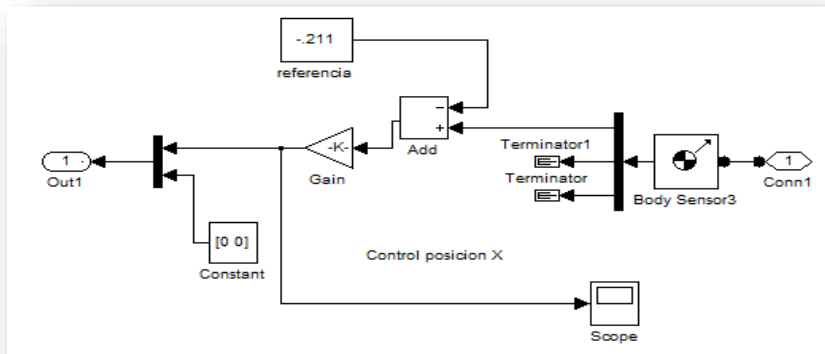 -.211
referencia
−
+
Add
-K-
Gain
1
Out1
[0 0]
Constant
Terminator1
Terminator
Body Sensor3
1
Conn1
Control posicion X
Scope